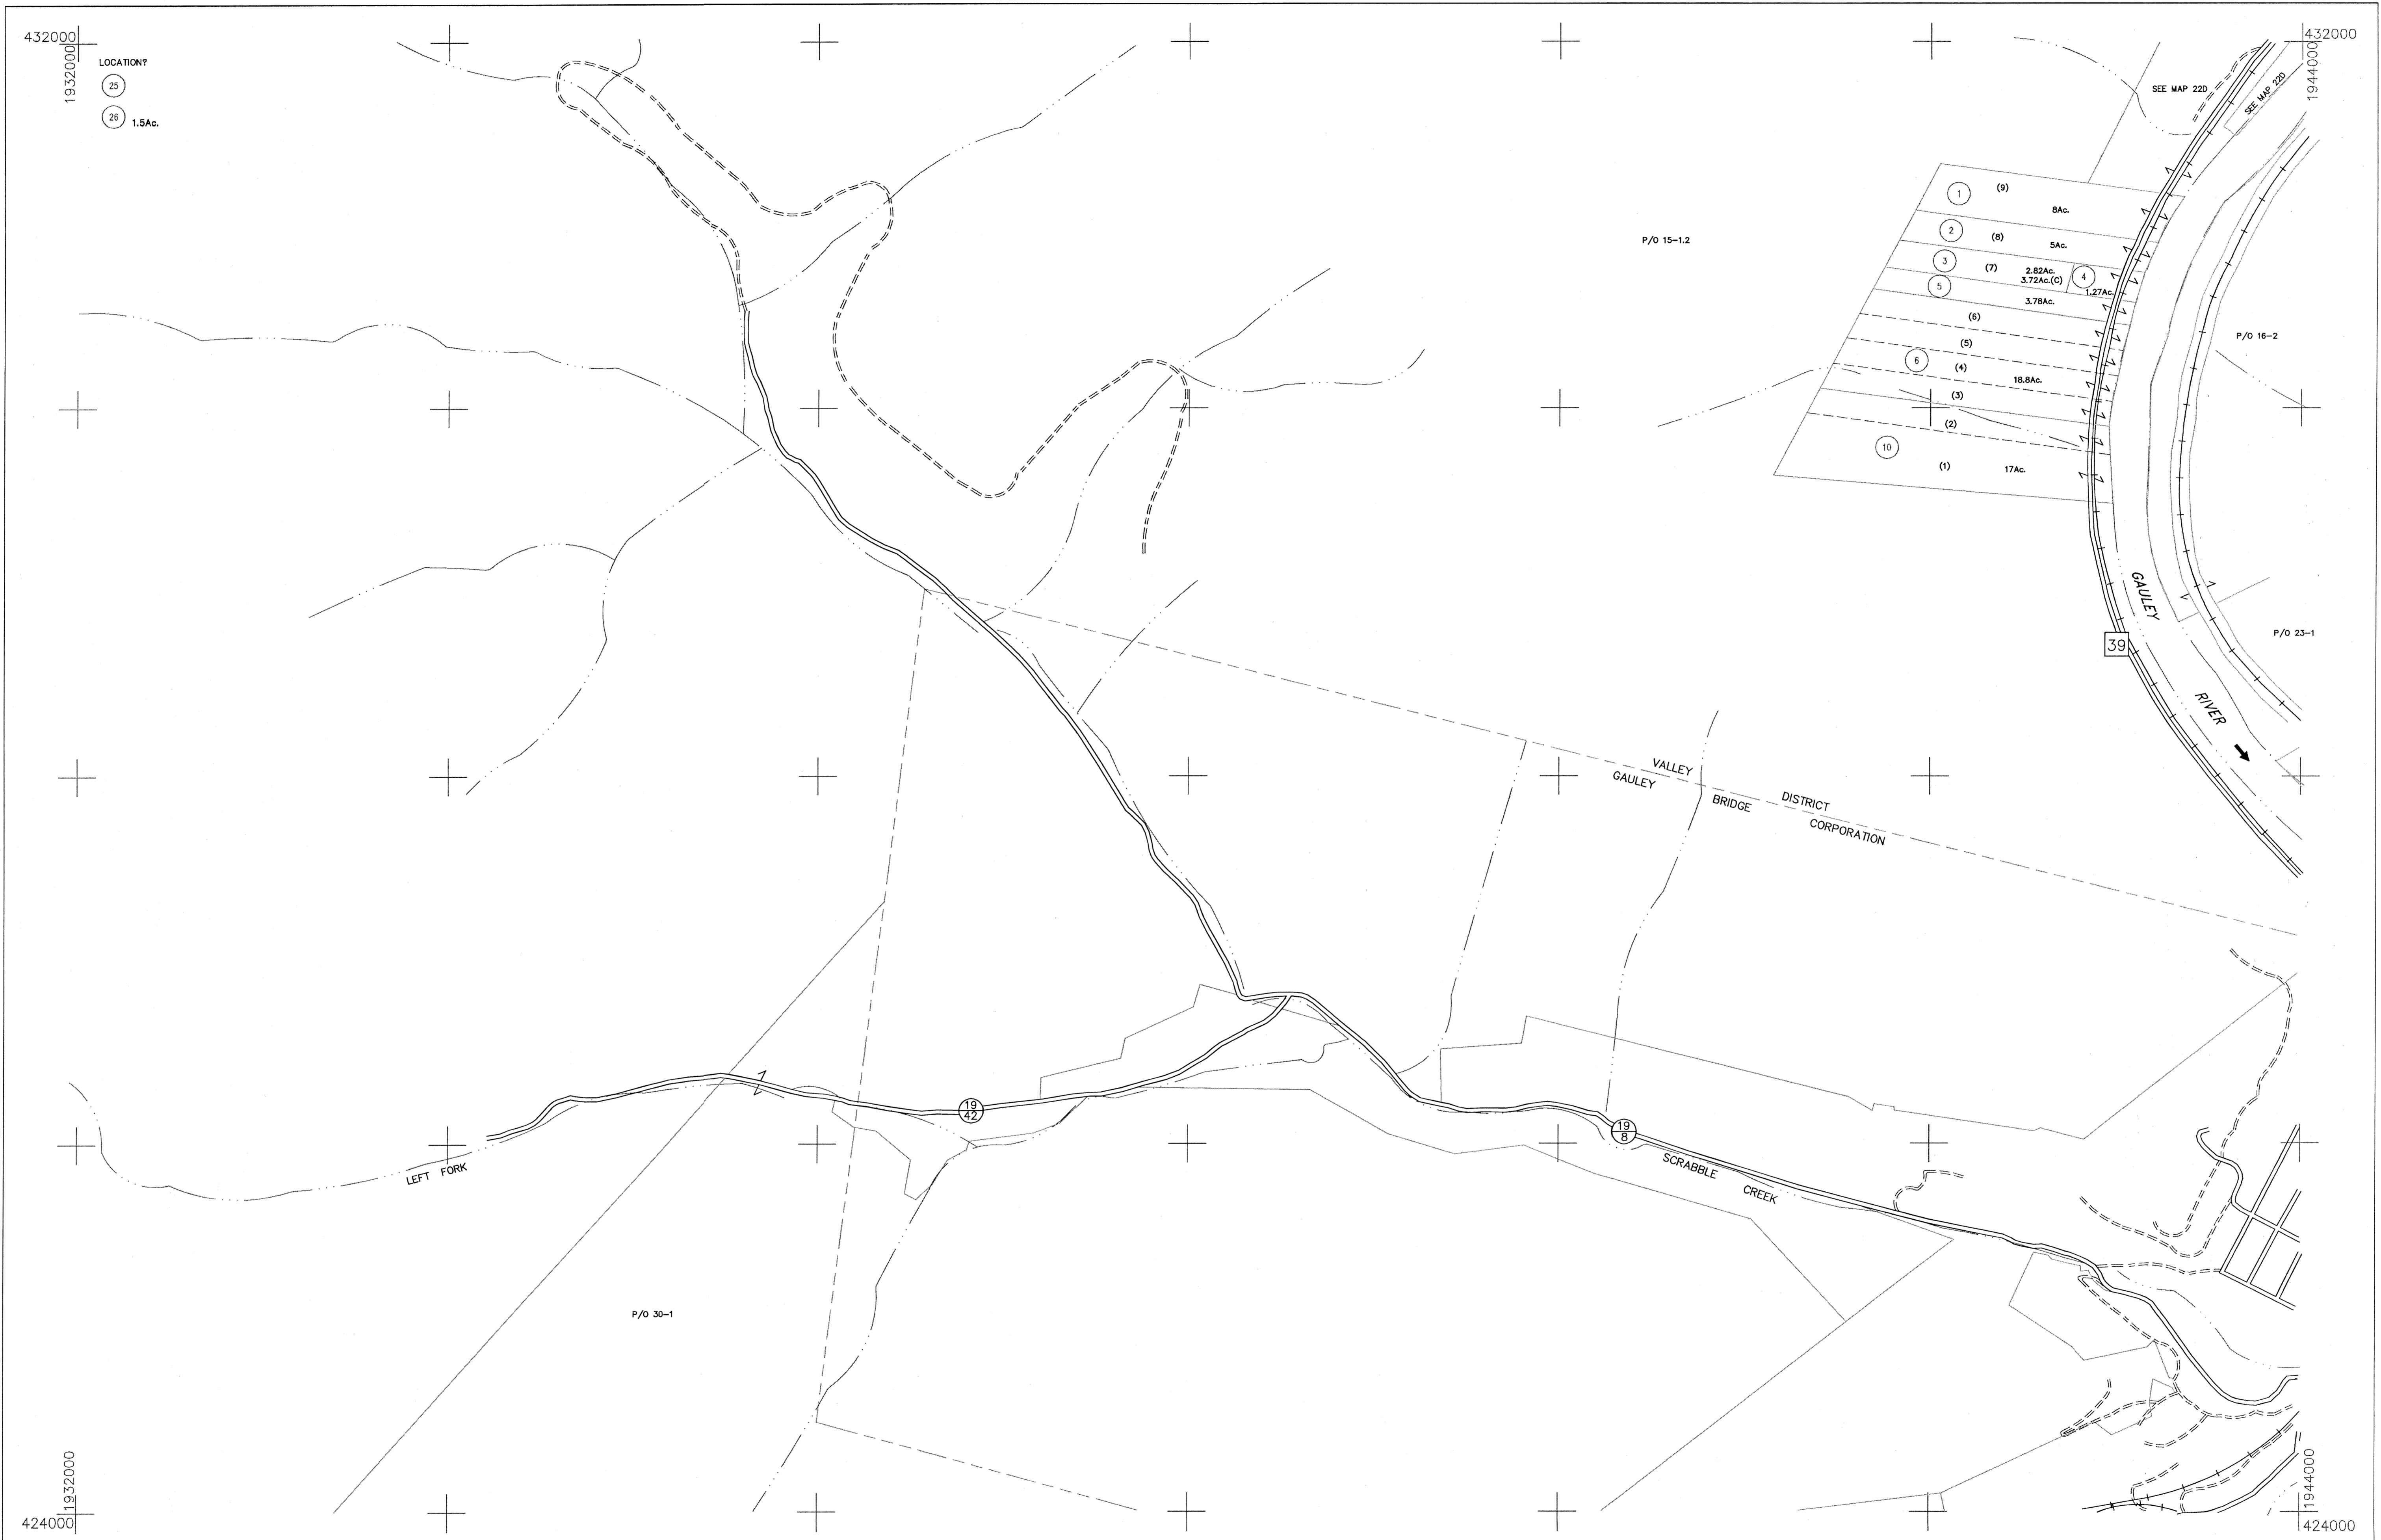 432000
1932000
LOCATION?
25
26 1.5Ac.
432000
1944000
SEE MAP 22D
SEE MAP 22D
1 (9)
8Ac.
2 (8) 5Ac.
P/O 15-1.2
3 (7) 2.82Ac.
3.72Ac.(C)
4
1.27Ac.
5
3.78Ac.
(6)
(5)
6
(4)
18.8Ac.
(3)
(2)
10
(1) 17Ac.
P/O 16-2
GAULEY
RIVER
39
P/O 23-1
VALLEY DISTRICT
GAULEY BRIDGE CORPORATION
19
42
19
8
LEFT FORK
SCRABBLE CREEK
P/O 30-1
1932000
424000
1944000
424000